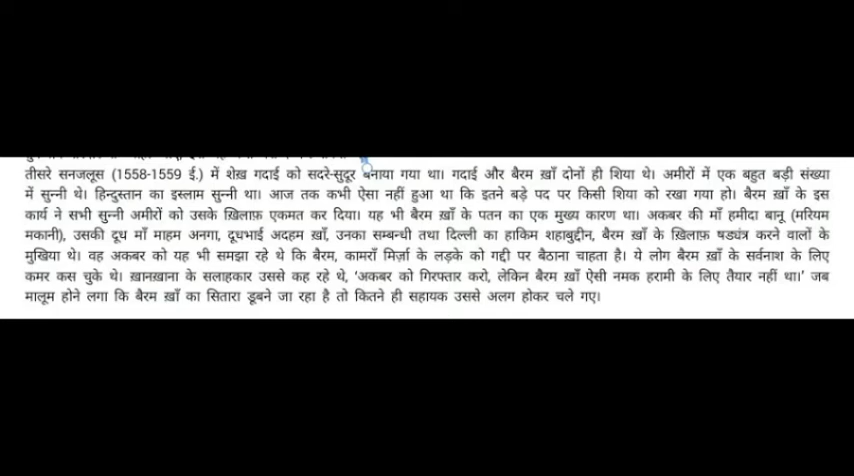 तीसरे सनजलूस (1558-1559 ई.) में शेख़ गदाई को सदरे-सुदूर बनाया गया था। गदाई और बैरम ख़ाँ दोनों ही शिया थे। अमीरों में एक बहुत बड़ी संख्या
में सुन्नी थे। हिन्दुस्तान का इस्लाम सुन्नी था। आज तक कभी ऐसा नहीं हुआ था कि इतने बड़े पद पर किसी शिया को रखा गया हो। बैरम ख़ाँ के इस
कार्य ने सभी सुन्नी अमीरों को उसके ख़िलाफ़ एकमत कर दिया। यह भी बैरम ख़ाँ के पतन का एक मुख्य कारण था। अकबर की माँ हमीदा बानू (मरियम
मकानी), उसकी दूध माँ माहम अनगा, दूधभाई अदहम ख़ाँ, उनका सम्बन्धी तथा दिल्ली का हाकिम शहाबुद्दीन, बैरम ख़ाँ के ख़िलाफ़ षड्यंत्र करने वालों के
मुखिया थे। वह अकबर को यह भी समझा रहे थे कि बैरम, कामराँ मिर्ज़ा के लड़के को गद्दी पर बैठाना चाहता है। ये लोग बैरम ख़ाँ के सर्वनाश के लिए
कमर कस चुके थे। ख़ानख़ाना के सलाहकार उससे कह रहे थे, ‘अकबर को गिरफ्तार करो, लेकिन बैरम ख़ाँ ऐसी नमक हरामी के लिए तैयार नहीं था।’ जब
मालूम होने लगा कि बैरम ख़ाँ का सितारा डूबने जा रहा है तो कितने ही सहायक उससे अलग होकर चले गए।